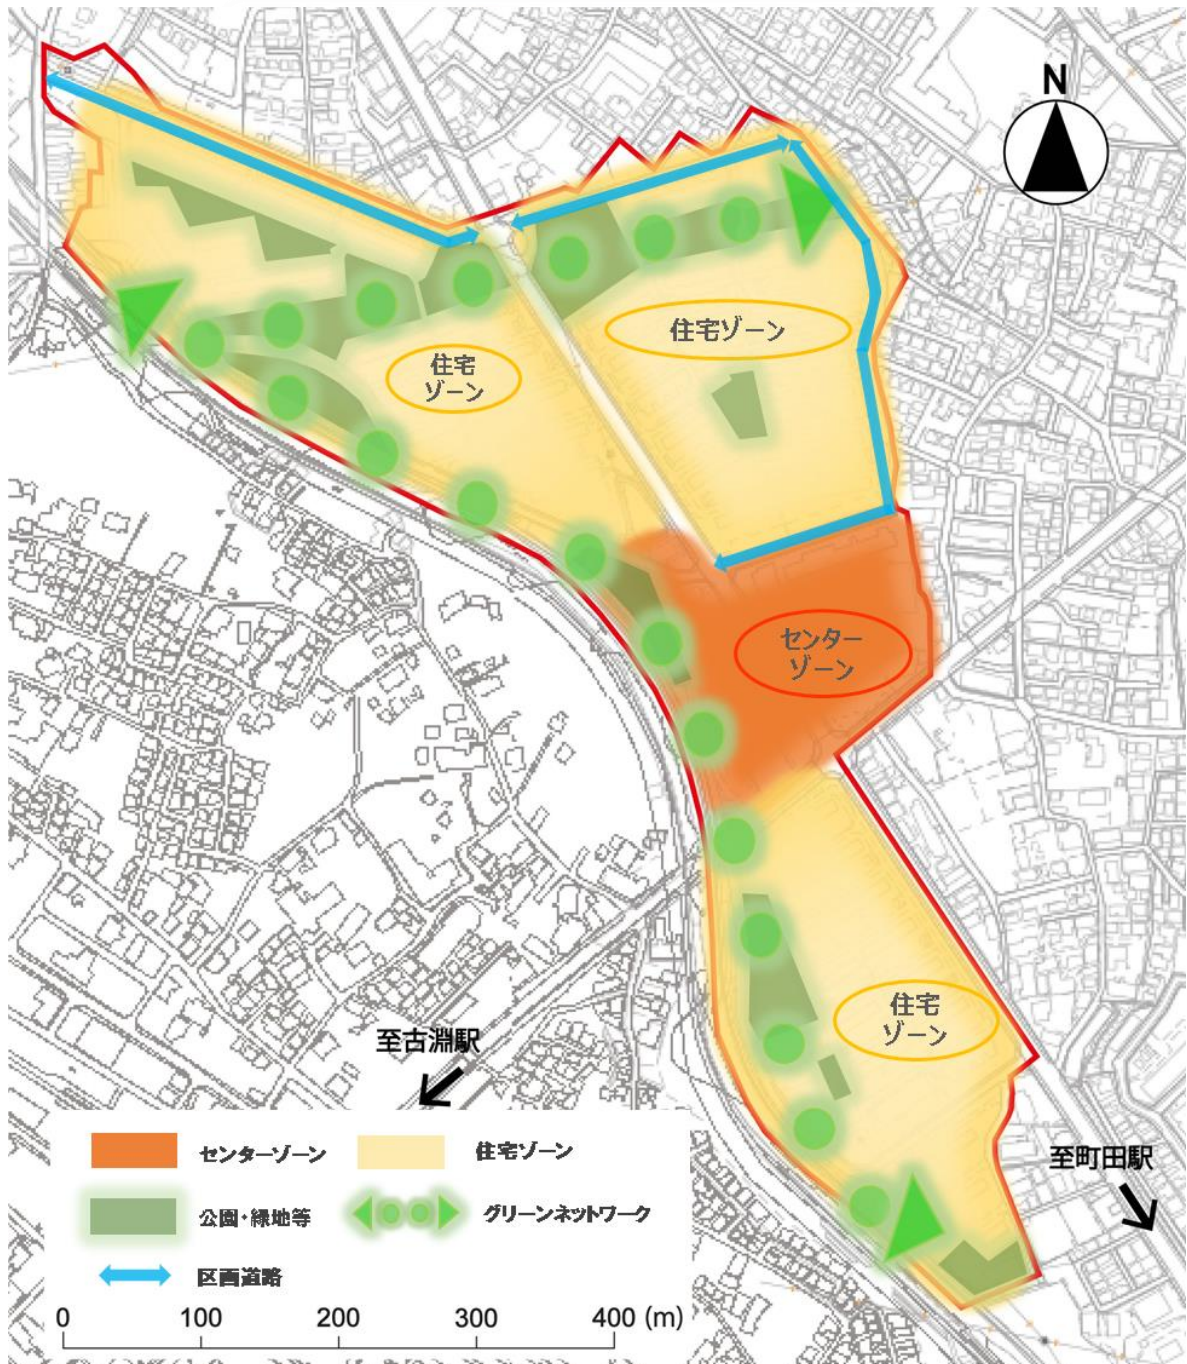 N
住宅ゾーン
住宅
ゾーン
センター
ゾーン
住宅
ゾーン
至古淵駅
至町田駅
センターゾーン
住宅ゾーン
公園・緑地等
グリーンネットワーク
区画道路
0 100 200 300 400 (m)